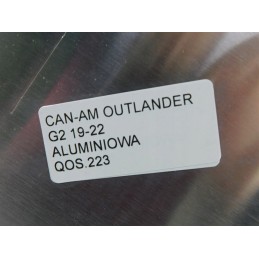 CAN-AM OUTLANDER
G2 19-22
ALUMINIOWA
QOS.223